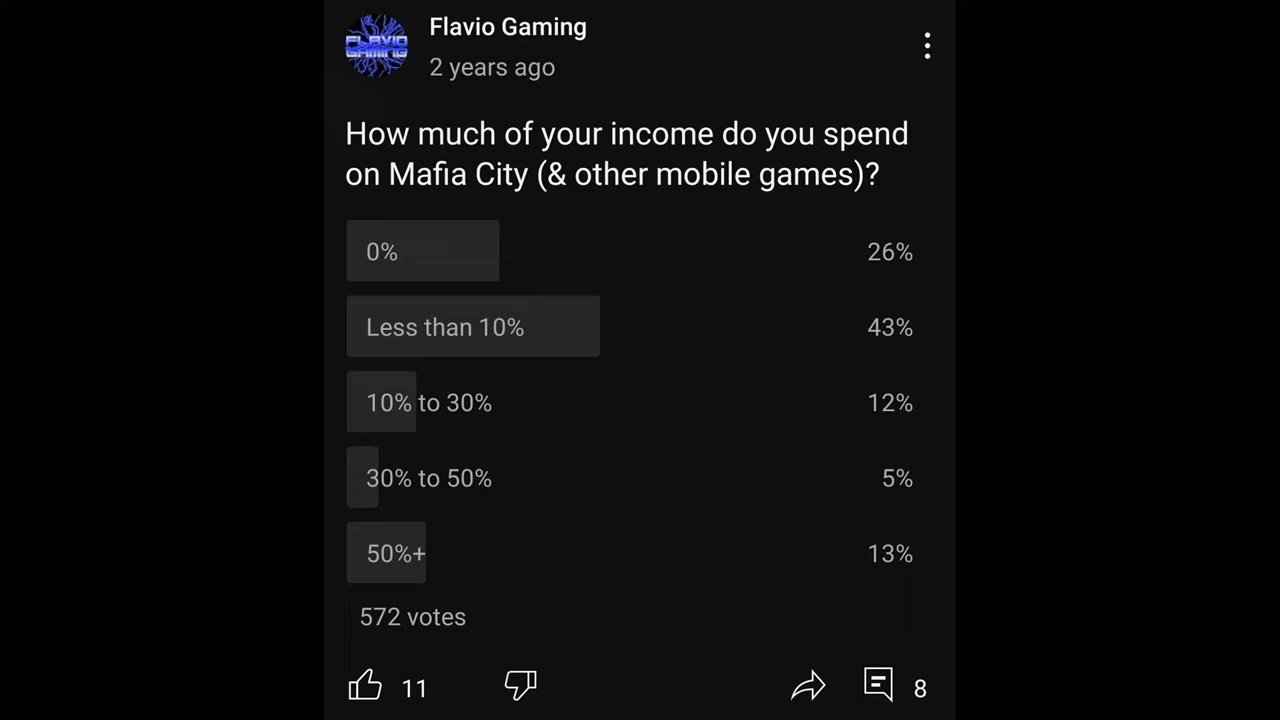 FLAVIO
GAMING
Flavio Gaming
2 years ago
How much of your income do you spend
on Mafia City (& other mobile games)?
0% 26%
Less than 10% 43%
10% to 30% 12%
30% to 50% 5%
50%+ 13%
572 votes
11 8